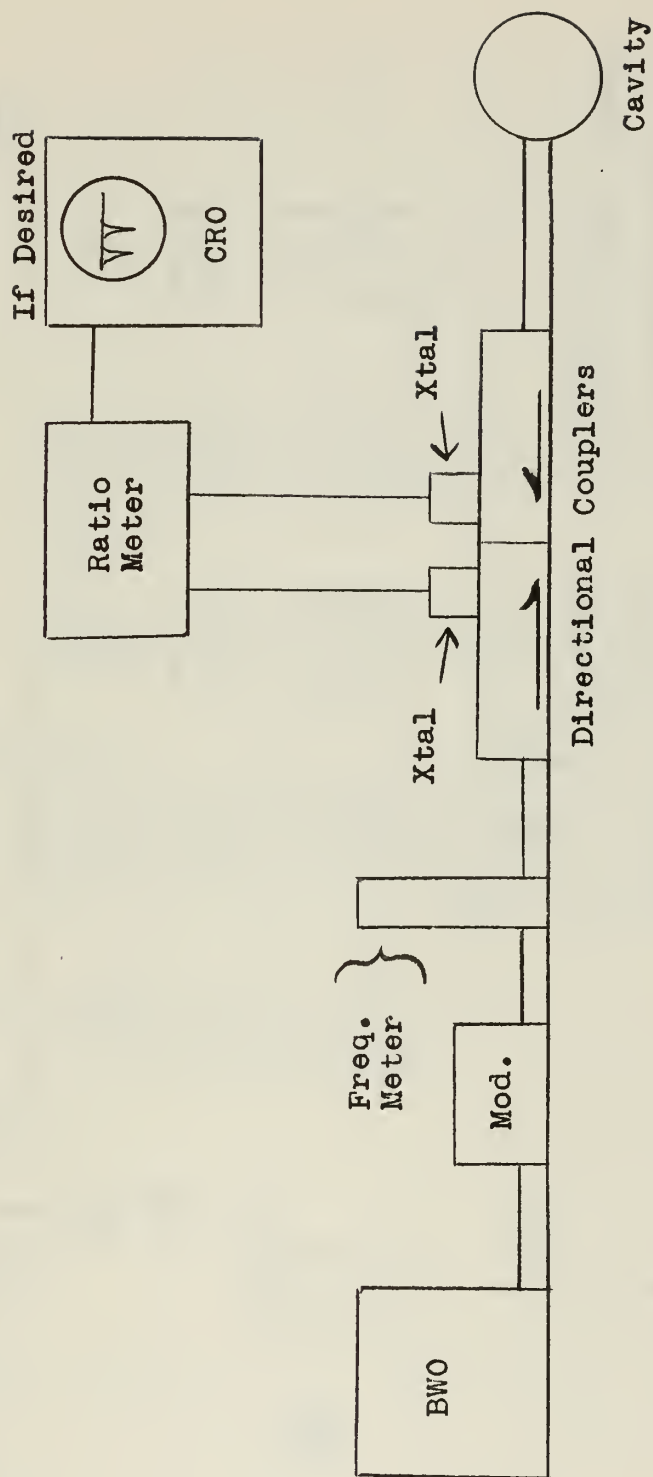 If Desired
CRO
Ratio
Meter
Xtal
Xtal
Freq.
Meter
Mod.
BWO
Directional Couplers
Cavity